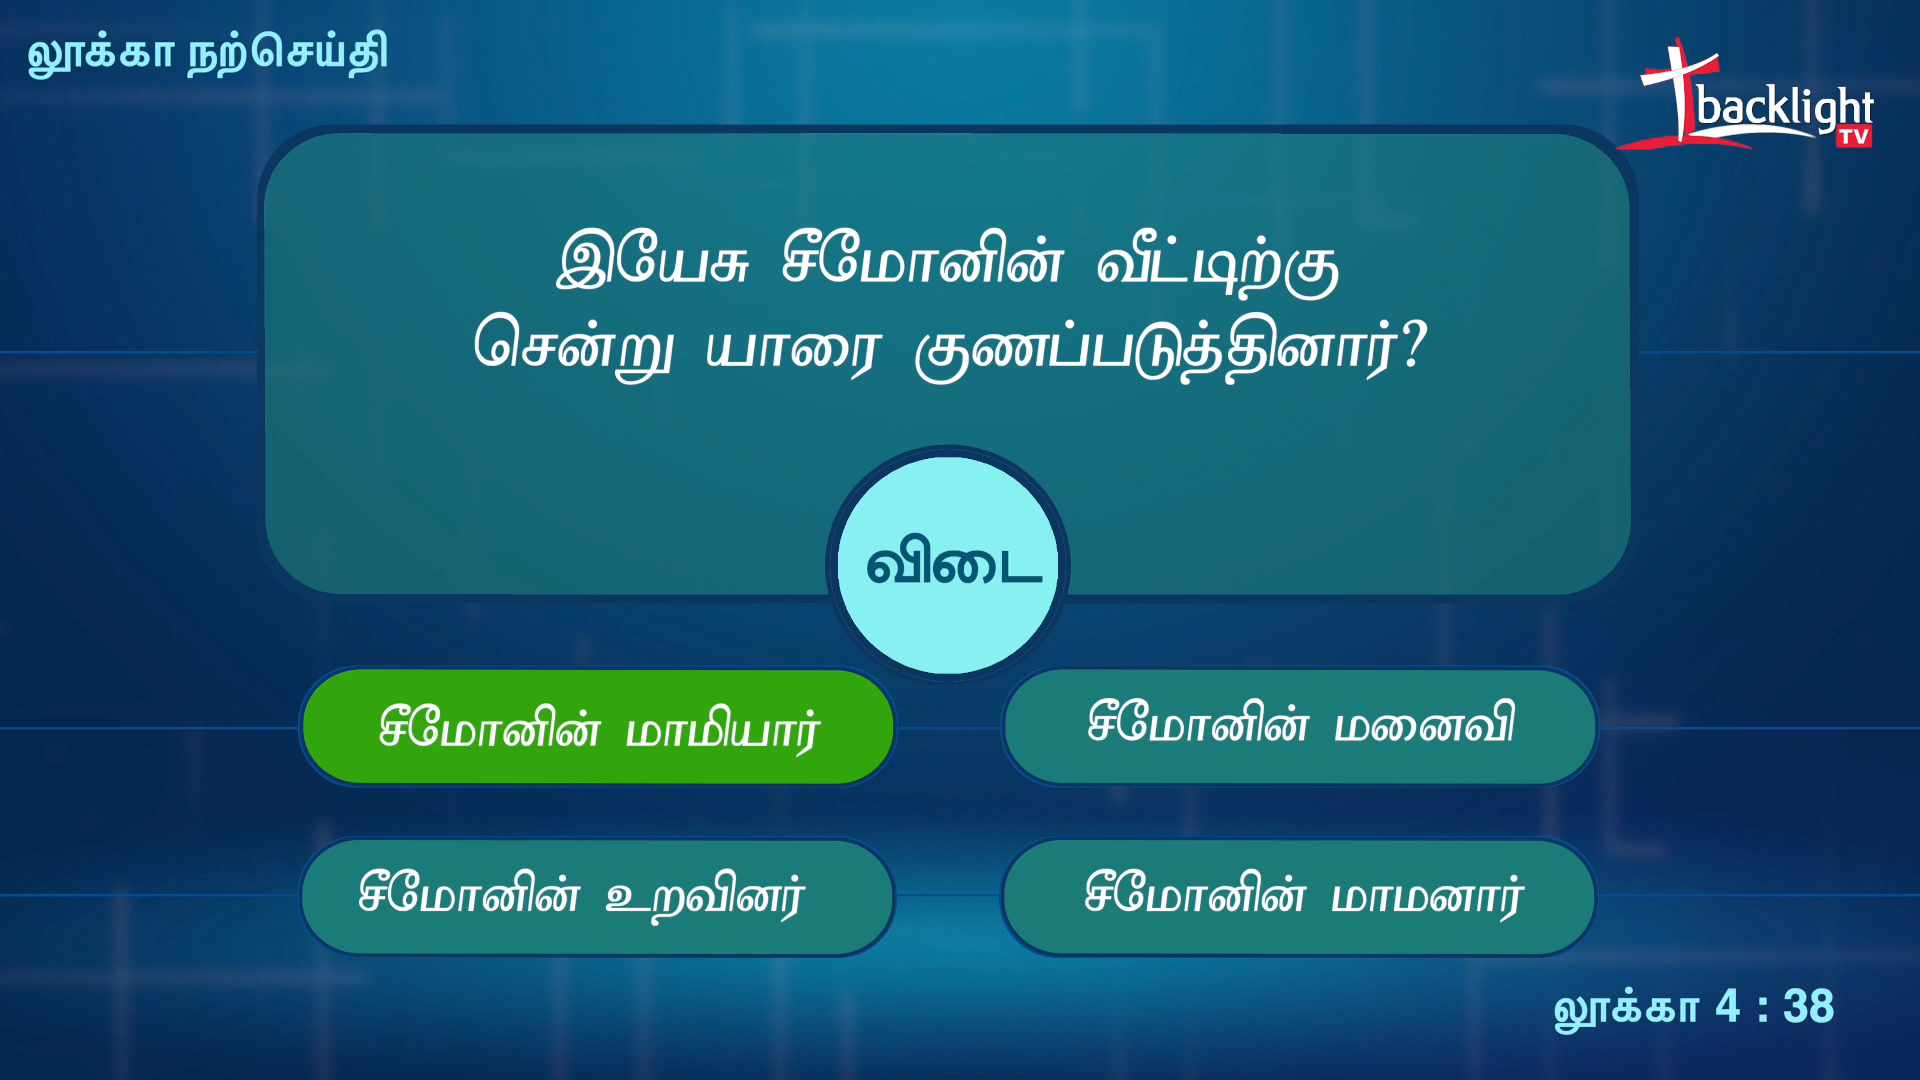 லூக்கா நற்செய்தி
backlight
TV
இயேசு சீமோனின் வீட்டிற்கு
சென்று யாரை குணப்படுத்தினார்?
விடை
சீமோனின் மாமியார்
சீமோனின் மனைவி
சீமோனின் உறவினர்
சீமோனின் மாமனார்
லூக்கா 4 : 38